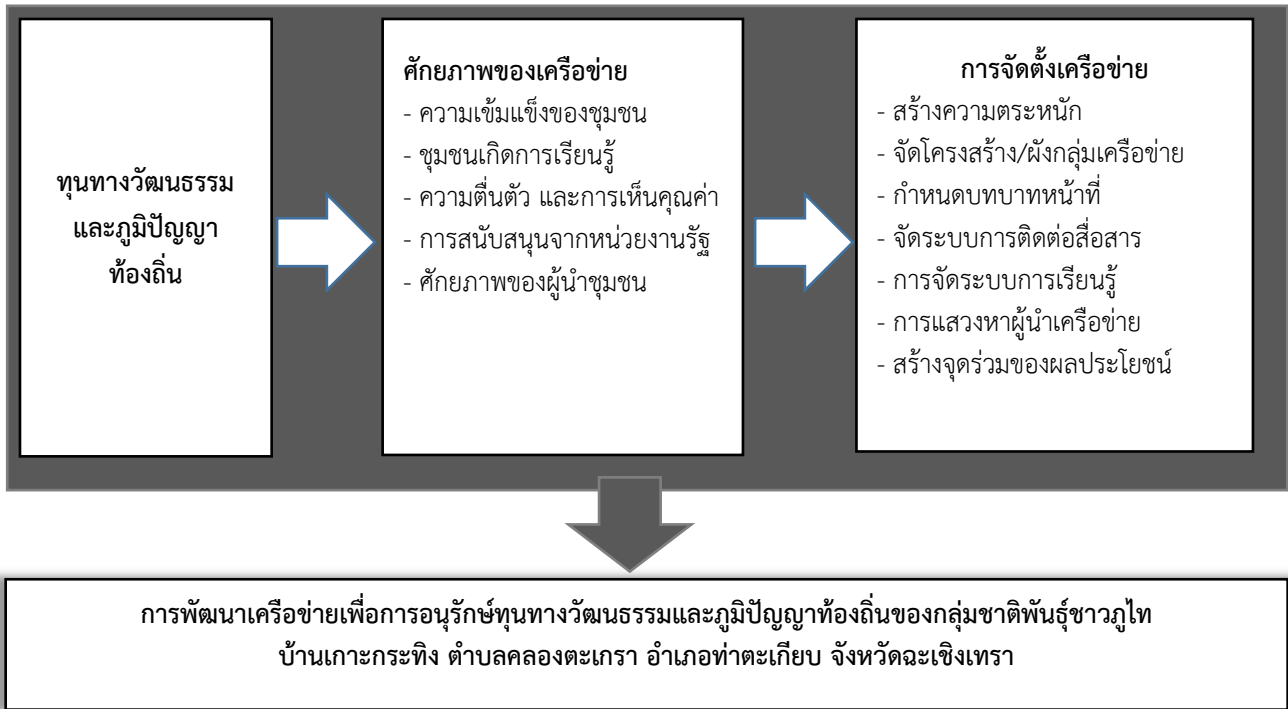 ทุนทางวัฒนธรรม
และภูมิปัญญา
ท้องถิ่น
ศักยภาพของเครือข่าย
- ความเข้มแข็งของชุมชน
- ชุมชนเกิดการเรียนรู้
- ความตื่นตัว และการเห็นคุณค่า
- การสนับสนุนจากหน่วยงานรัฐ
- ศักยภาพของผู้นำชุมชน
การจัดตั้งเครือข่าย
- สร้างความตระหนัก
- จัดโครงสร้าง/ผังกลุ่มเครือข่าย
- กำหนดบทบาทหน้าที่
- จัดระบบการติดต่อสื่อสาร
- การจัดระบบการเรียนรู้
- การแสวงหาผู้นำเครือข่าย
- สร้างจุดร่วมของผลประโยชน์
การพัฒนาเครือข่ายเพื่อการอนุรักษ์ทุนทางวัฒนธรรมและภูมิปัญญาท้องถิ่นของกลุ่มชาติพันธุ์ชาวภูไท
บ้านเกาะกระทิง ตำบลคลองตะเกรา อำเภอท่าตะเกียบ จังหวัดฉะเชิงเทรา